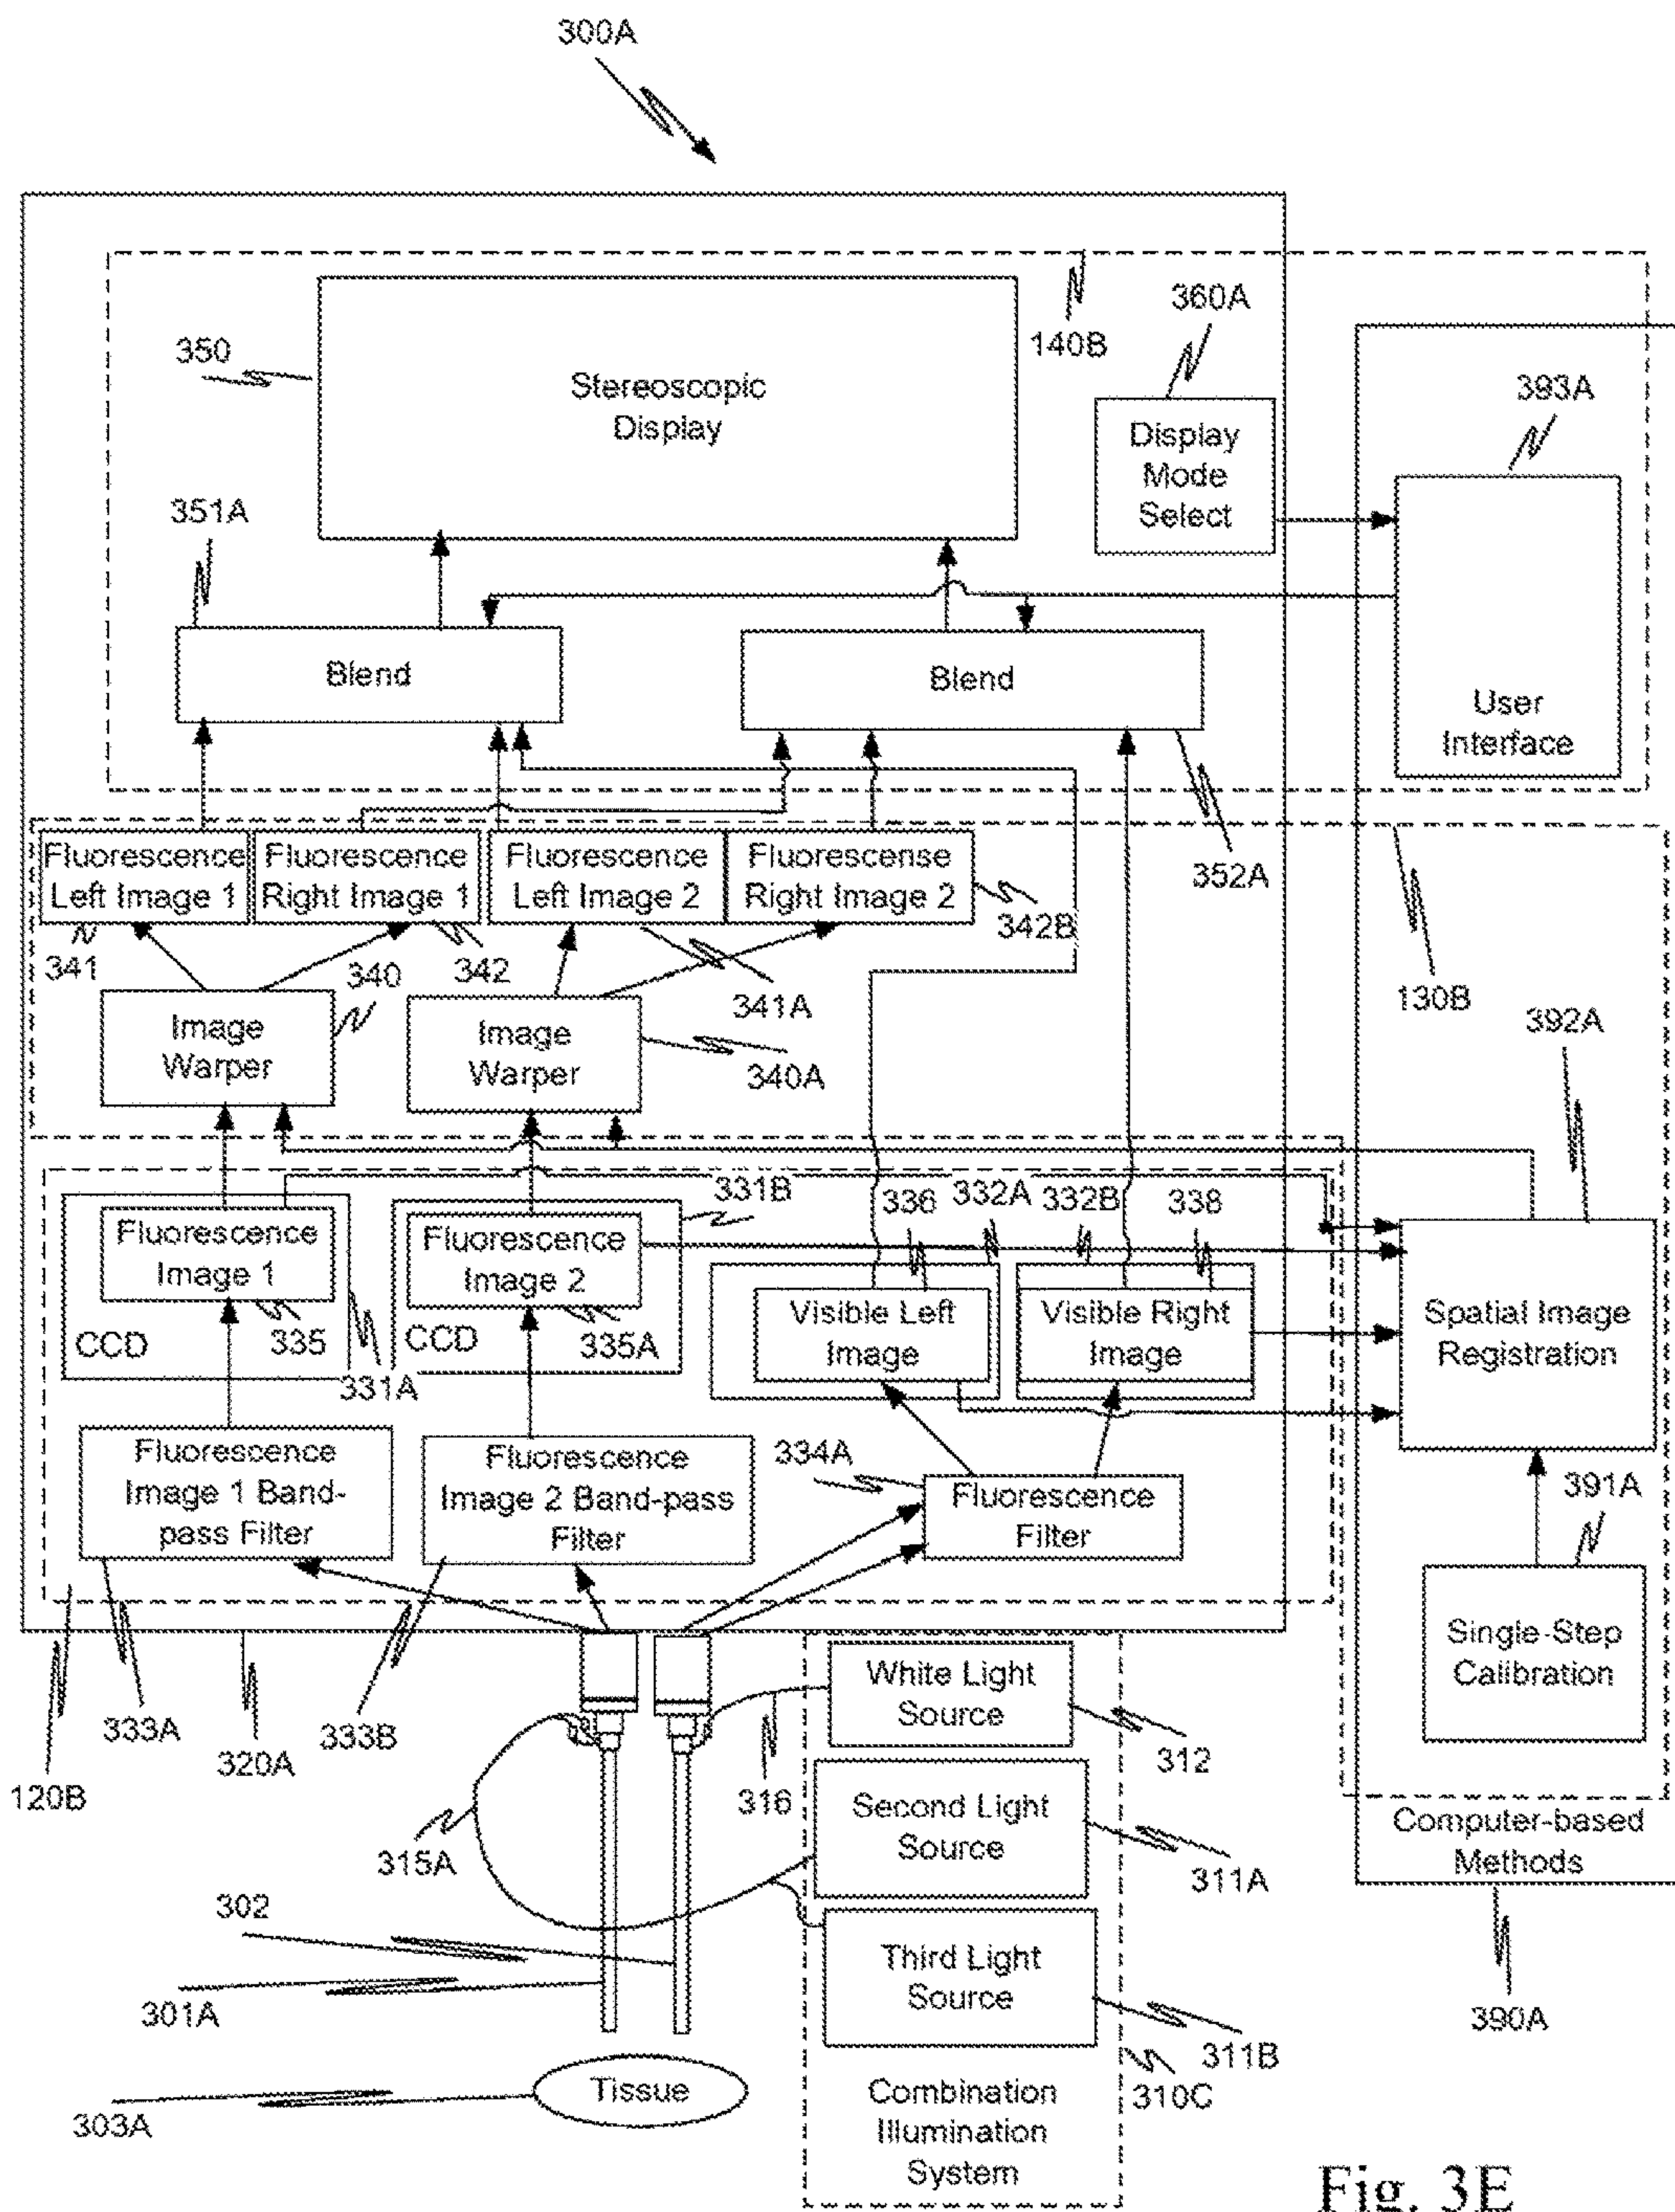 300A
140B
360A
350
Stereoscopic
Display
393A
Display
Mode
Select
351A
Blend
Blend
User
Interface
352A
Fluorescence
Left Image 1
Fluorescence
Right Image 1
Fluorescence
Left Image 2
Fluorescense
Right Image 2
342B
341
340
342
341A
130B
392A
Image
Warper
Image
Warper
340A
331B
336
332A
332B
338
Fluorescence
Image 1
Fluorescence
Image 2
CCD
335
CCD
335A
331A
Visible Left
Image
Visible Right
Image
Spatial Image
Registration
Fluorescence
Image 1 Band-
pass Filter
Fluorescence
Image 2 Band-pass
Filter
334A
Fluorescence
Filter
391A
Single-Step
Calibration
120B
333A
320A
333B
White Light
Source
316
312
315A
Second Light
Source
311A
Computer-based
Methods
302
301A
Third Light
Source
311B
390A
303A
Tissue
310C
Combination
Illumination
System
Fig. 3E